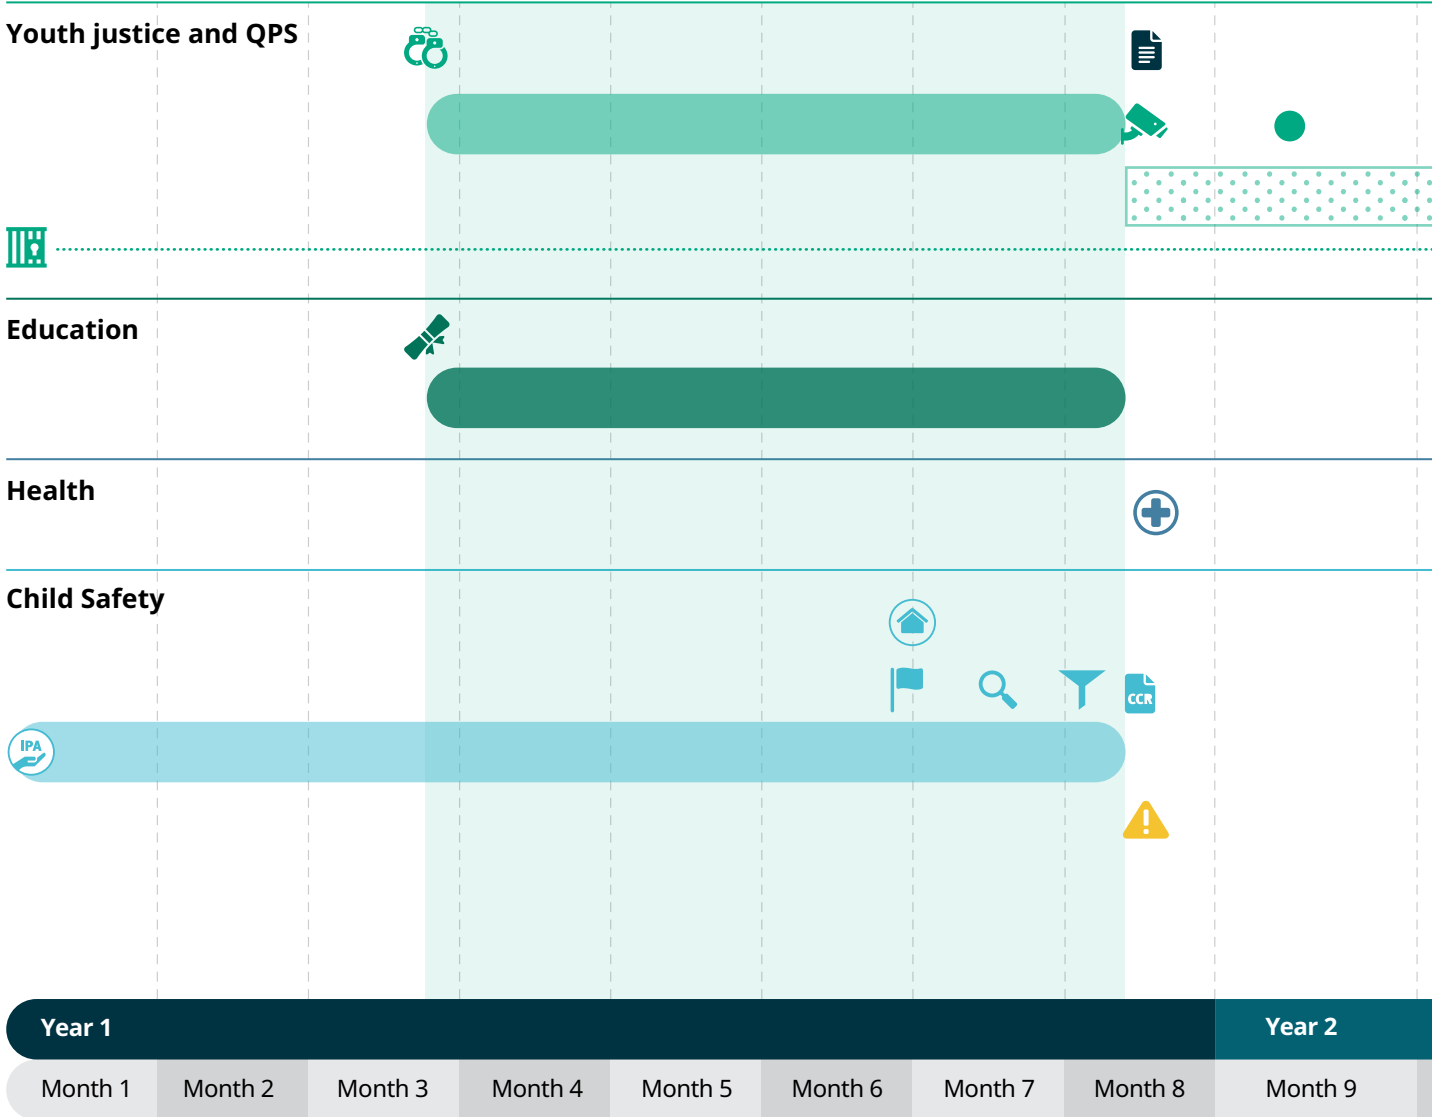 Youth justice and QPS
Education
Health
Child Safety
CCR
IPA
Year 1
Year 2
Month 1
Month 2
Month 3
Month 4
Month 5
Month 6
Month 7
Month 8
Month 9